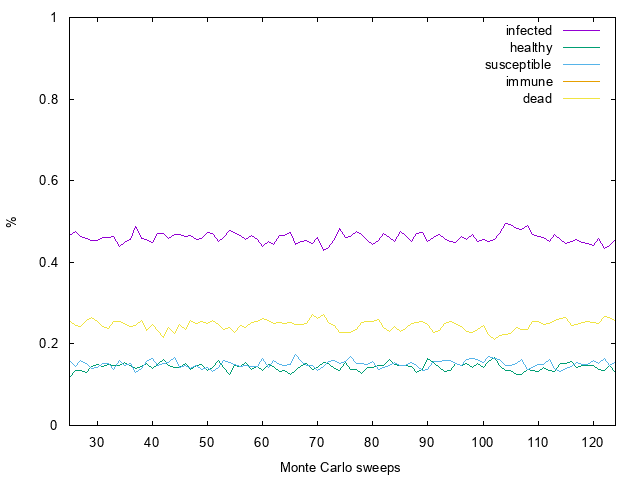 1
0.8
0.6
0.4
0.2
0
%
infected
healthy
susceptible
immune
dead
30 40 50 60 70 80 90 100 110 120
Monte Carlo sweeps